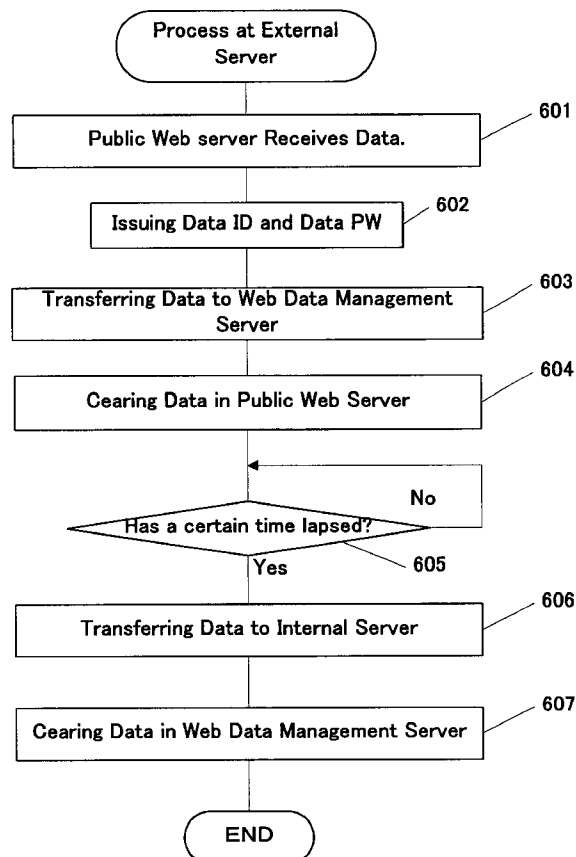 Process at External
Server
601
Public Web server Receives Data.
602
Issuing Data ID and Data PW
603
Transferring Data to Web Data Management
Server
604
Cearing Data in Public Web Server
No
Has a certain time lapsed?
605
Yes
606
Transferring Data to Internal Server
607
Cearing Data in Web Data Management Server
END